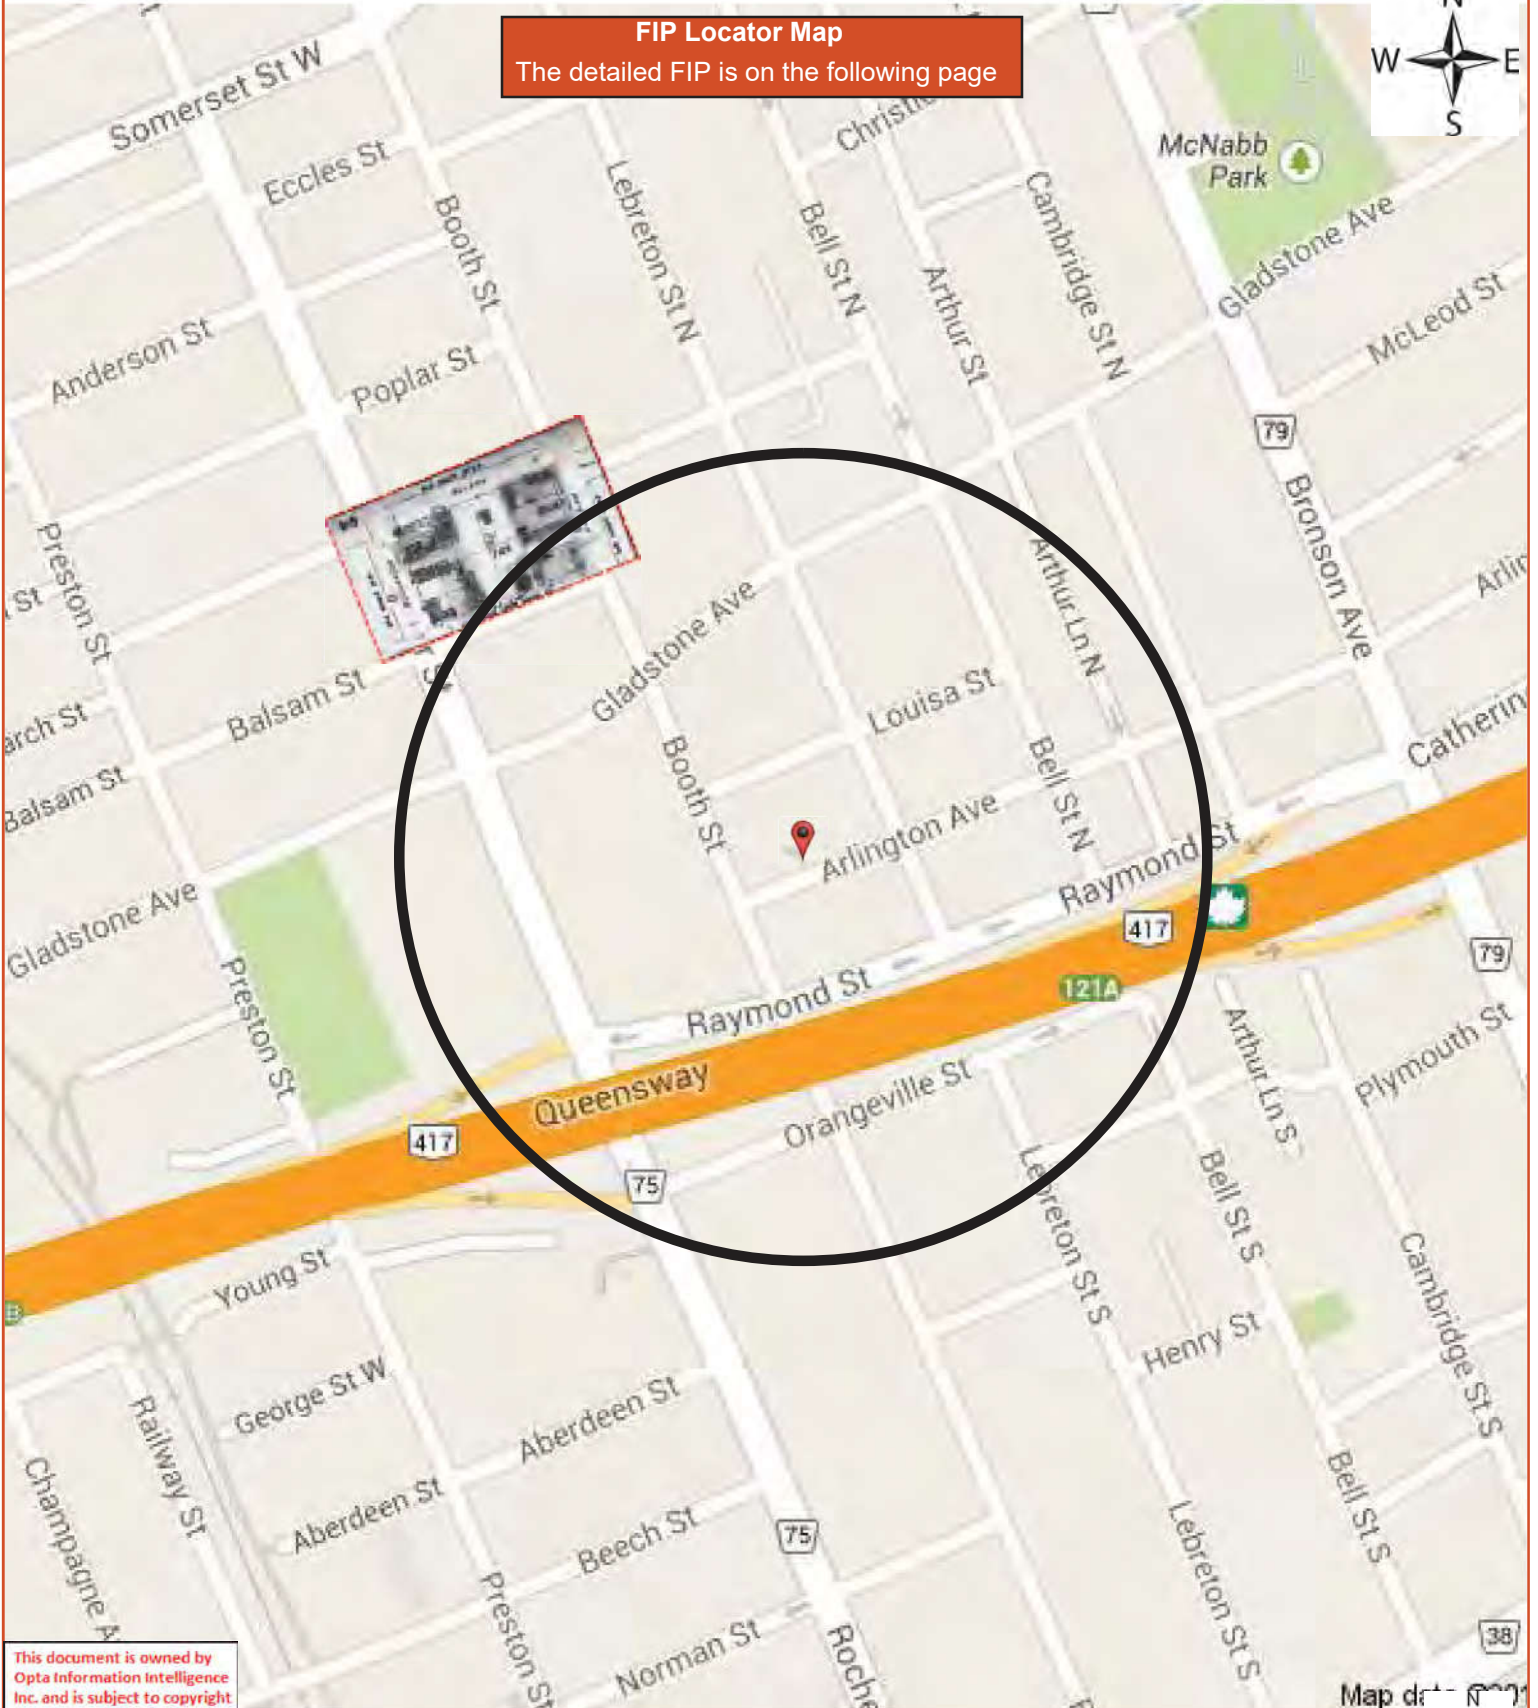 FIP Locator Map
The detailed FIP is on the following page
N
W
E
S
Somerset St W
Eccles St
Booth St
Lebreton St N
Bell St N
Arthur St
Cambridge St N
McNabb
Park
Gladstone Ave
McLeod St
Anderson St
Poplar St
79
Bronson Ave
Preston St
St
Arthur Ln N
Balsam St
Gladstone Ave
Louisa St
Balsam St
Booth St
Bell St N
Arlington Ave
Raymond St
417
79
Gladstone Ave
Preston St
121A
Raymond St
Arthur Ln S
Plymouth St
Queensway
Orangeville St
417
75
Lebreton St S
Bell St S
Cambridge St S
Young St
Henry St
George St W
Aberdeen St
Railway St
Aberdeen St
Beech St
75
Bell St S
Lebreton St S
Preston St
Norman St
38
This document is owned by
Opta Information Intelligence
Inc. and is subject to copyright
Map